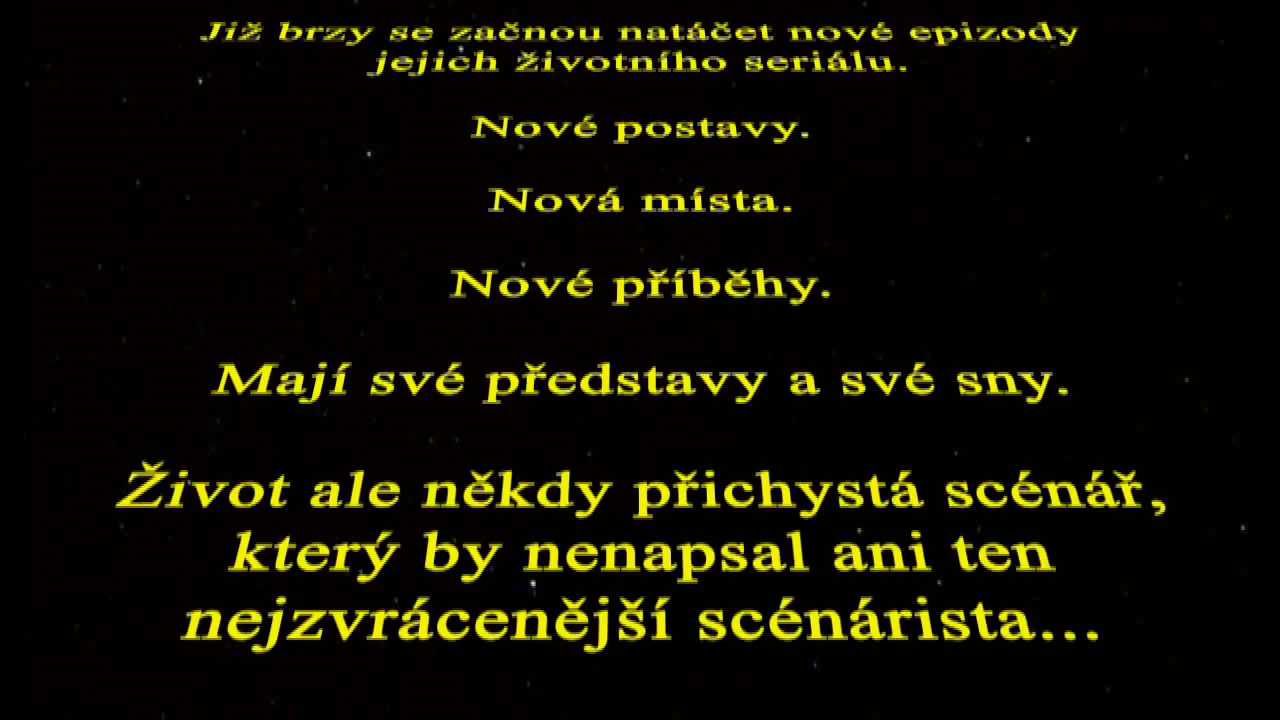 Již brzy se začnou natáčet nové epizody
jejich životního seriálu.
Nové postavy.
Nová místa.
Nové příběhy.
Mají své představy a své sny.
Život ale někdy přichystá scénář,
který by nenapsal ani ten
nejzvrácenější scénárista...